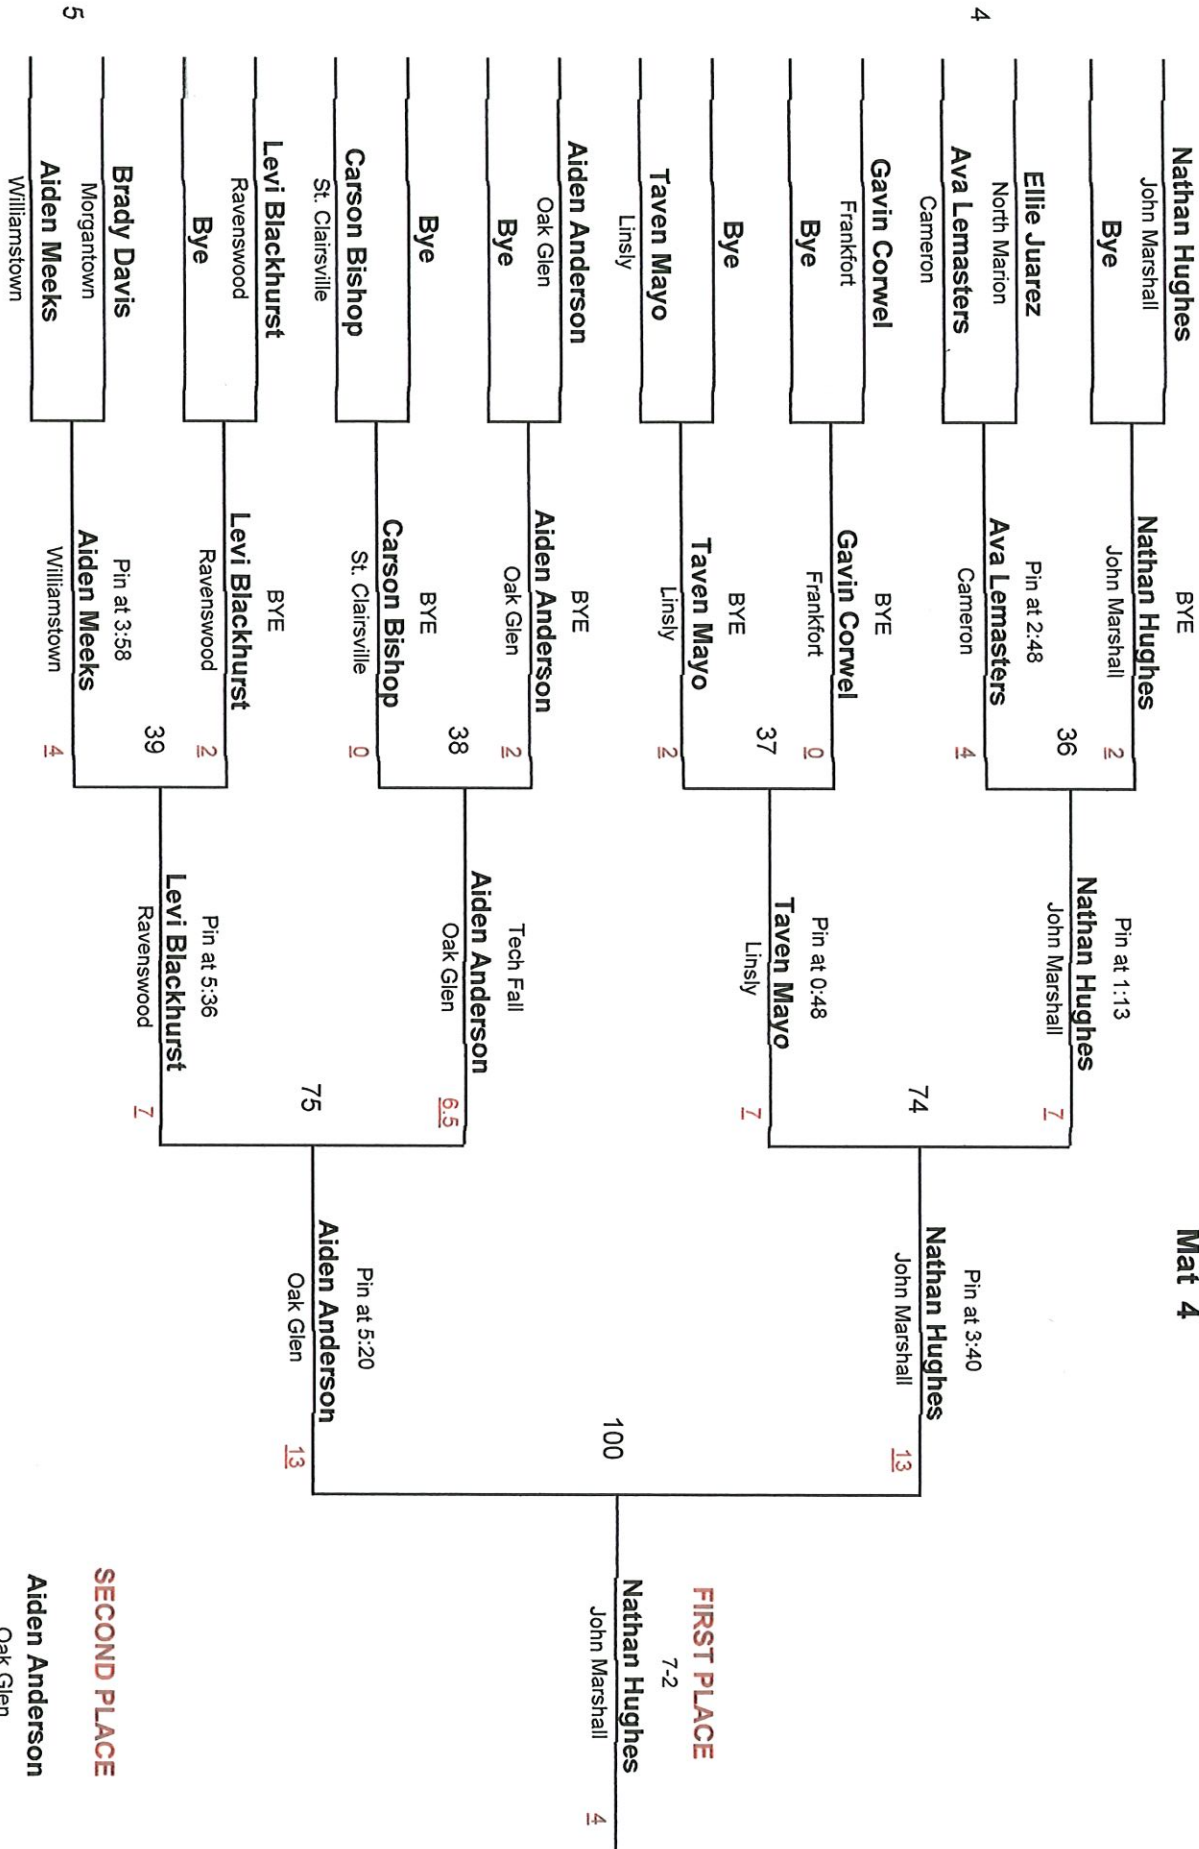 Mat 4
Nathan Hughes
John Marshall
Bye
4
Ellie Juarez
North Marion
Ava Lemasters
Cameron
Gavin Corwel
Frankfort
Bye
Bye
Taven Mayo
Linsly
Aiden Anderson
Oak Glen
Bye
Bye
Carson Bishop
St. Clairsville
Levi Blackhurst
Ravenswood
Bye
5
Brady Davis
Morgantown
Aiden Meeks
Williamstown
BYE
Nathan Hughes
John Marshall
2
36
Pin at 2:48
Ava Lemasters
Cameron
4
BYE
Gavin Corwel
Frankfort
0
37
BYE
Taven Mayo
Linsly
2
BYE
Aiden Anderson
Oak Glen
2
38
BYE
Carson Bishop
St. Clairsville
0
BYE
Levi Blackhurst
Ravenswood
2
39
Pin at 3:58
Aiden Meeks
Williamstown
4
Pin at 1:13
Nathan Hughes
John Marshall
7
74
Pin at 0:48
Taven Mayo
Linsly
7
Tech Fall
Aiden Anderson
Oak Glen
6.5
75
Pin at 5:36
Levi Blackhurst
Ravenswood
7
Pin at 3:40
Nathan Hughes
John Marshall
13
100
Pin at 5:20
Aiden Anderson
Oak Glen
13
FIRST PLACE
7-2
Nathan Hughes
John Marshall
4
SECOND PLACE
Aiden Anderson
Oak Glen